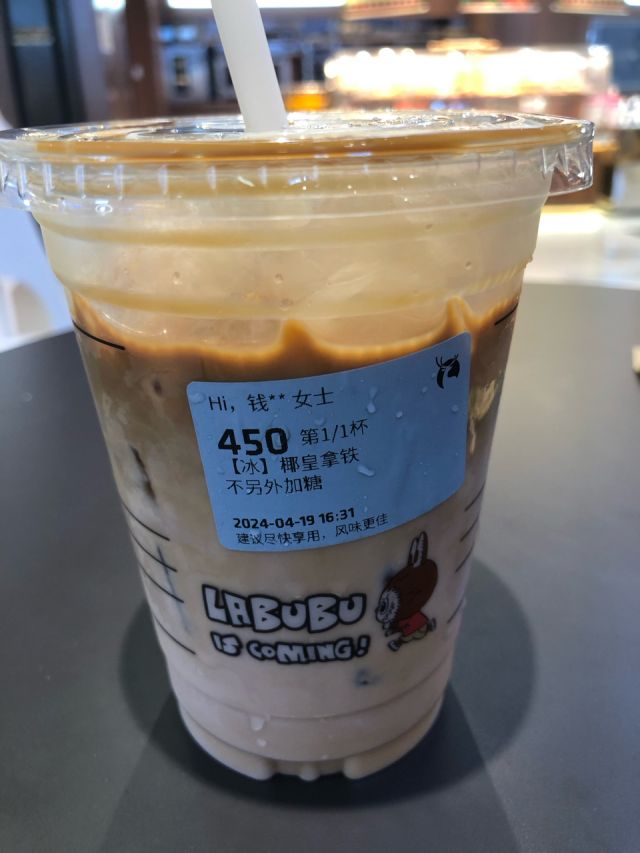 Hi，钱** 女士
450 第1/1杯
【冰】椰皇拿铁
不另外加糖
2024-04-19 16:31
建议尽快享用，风味更佳
LABUBU
IS COMING!